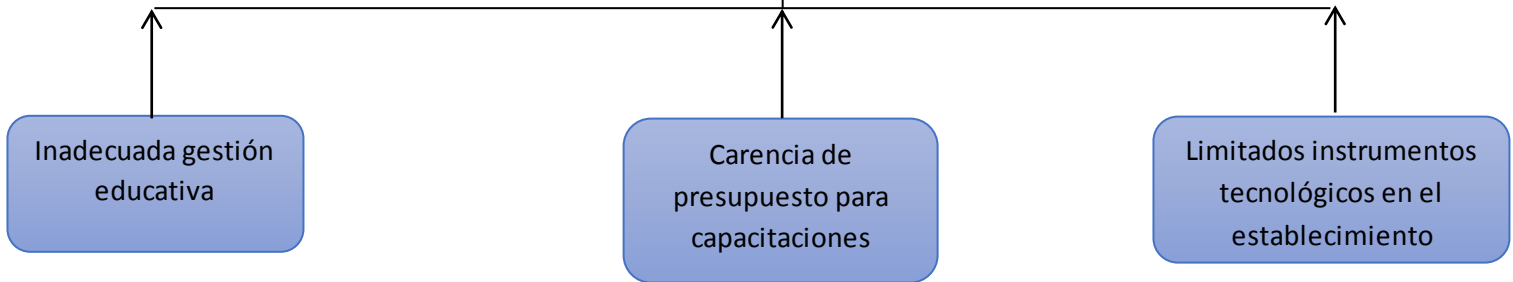 Inadecuada gestión
educativa
Carencia de
presupuesto para
capacitaciones
Limitados instrumentos
tecnológicos en el
establecimiento